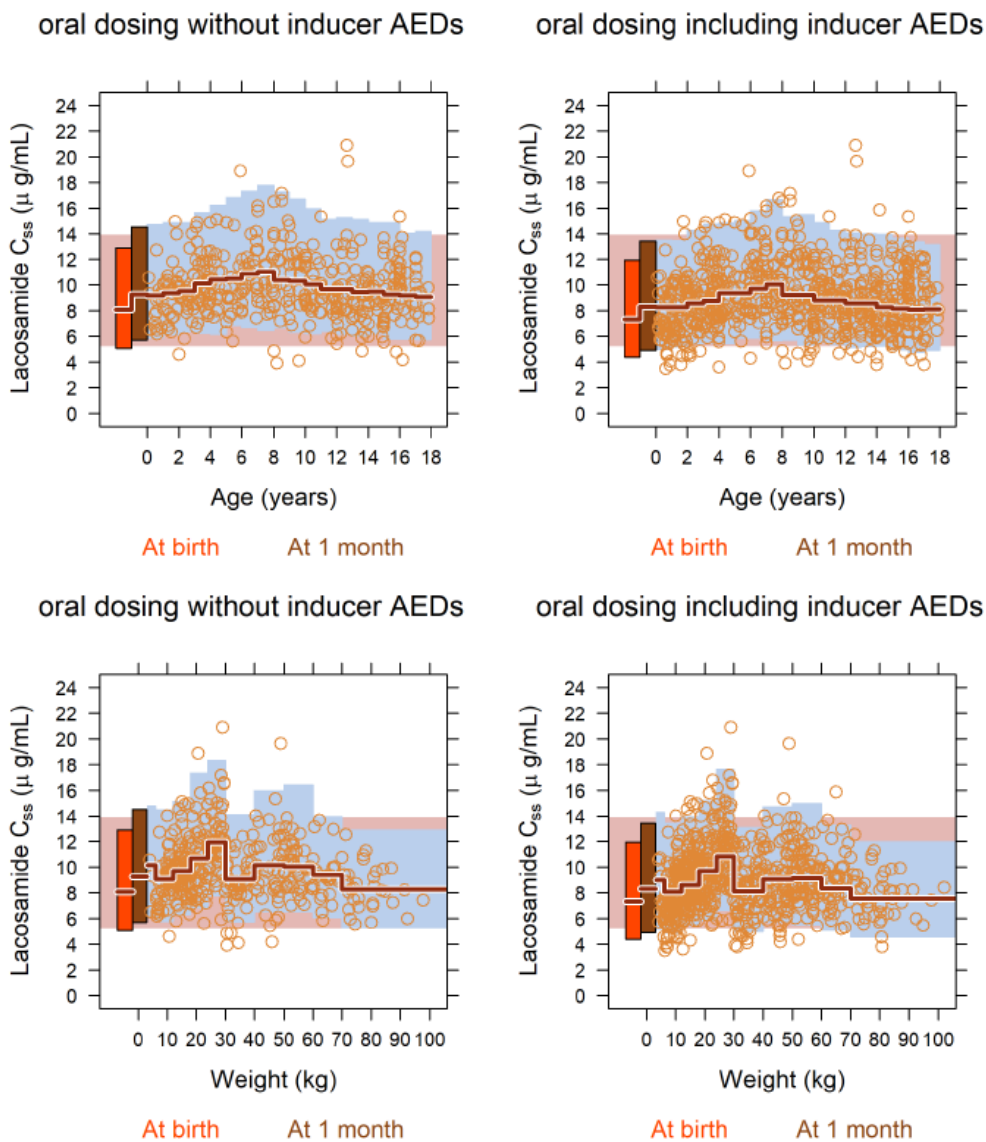 oral dosing without inducer AEDs
oral dosing including inducer AEDs
Lacosamide Css (μ g/mL)
24
22
20
18
16
14
12
10
8
6
4
2
0
0 2 4 6 8 10 12 14 16 18
Age (years)
At birth At 1 month
Lacosamide Css (μ g/mL)
24
22
20
18
16
14
12
10
8
6
4
2
0
0 2 4 6 8 10 12 14 16 18
Age (years)
At birth At 1 month
oral dosing without inducer AEDs
oral dosing including inducer AEDs
Lacosamide Css (μ g/mL)
24
22
20
18
16
14
12
10
8
6
4
2
0
0 10 20 30 40 50 60 70 80 90 100
Weight (kg)
At birth At 1 month
Lacosamide Css (μ g/mL)
24
22
20
18
16
14
12
10
8
6
4
2
0
0 10 20 30 40 50 60 70 80 90 100
Weight (kg)
At birth At 1 month